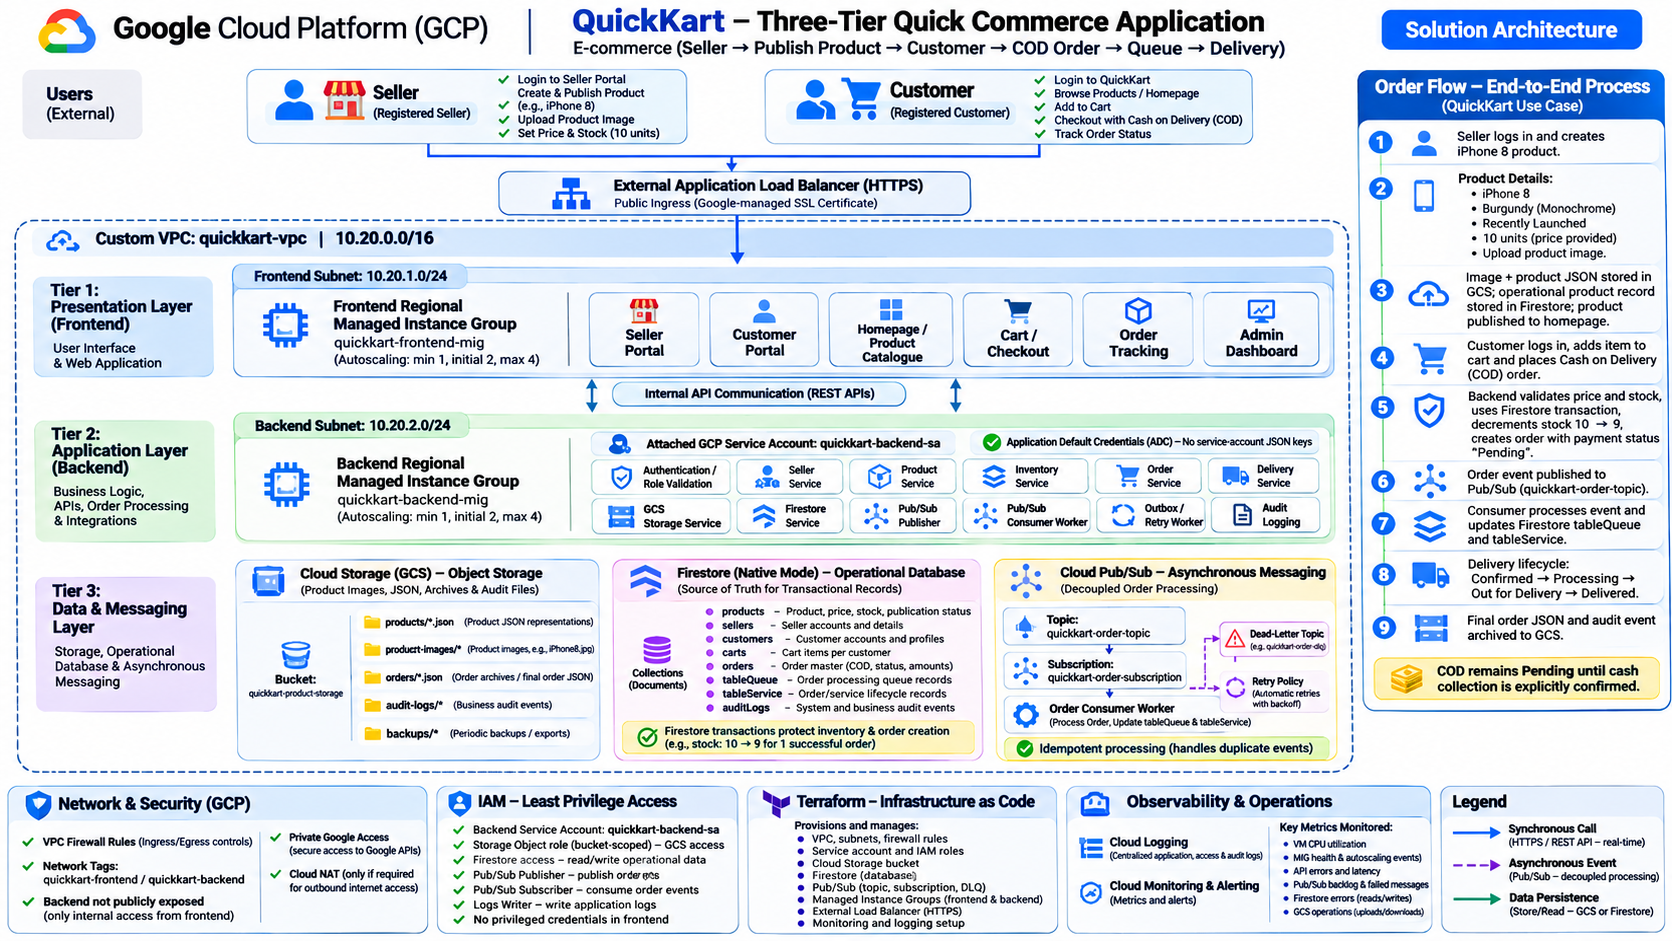 Google Cloud Platform (GCP)
QuickKart – Three-Tier Quick Commerce Application
E-commerce (Seller → Publish Product → Customer → COD Order → Queue → Delivery)
Solution Architecture
Users
(External)
Seller
(Registered Seller)
✓ Login to Seller Portal
Create & Publish Product
✓ (e.g., iPhone 8)
✓ Upload Product Image
✓ Set Price & Stock (10 units)
Customer
(Registered Customer)
✓ Login to QuickKart
✓ Browse Products / Homepage
✓ Add to Cart
✓ Checkout with Cash on Delivery (COD)
✓ Track Order Status
External Application Load Balancer (HTTPS)
Public Ingress (Google-managed SSL Certificate)
Custom VPC: quickkart-vpc | 10.20.0.0/16
Tier 1:
Presentation Layer
(Frontend)
User Interface
& Web Application
Frontend Subnet: 10.20.1.0/24
Frontend Regional
Managed Instance Group
quickkart-frontend-mig
(Autoscaling: min 1, initial 2, max 4)
Seller
Portal
Customer
Portal
Homepage /
Product
Catalogue
Cart /
Checkout
Order
Tracking
Admin
Dashboard
Internal API Communication (REST APIs)
Tier 2:
Application Layer
(Backend)
Business Logic,
APIs, Order Processing
& Integrations
Backend Subnet: 10.20.2.0/24
Backend Regional
Managed Instance Group
quickkart-backend-mig
(Autoscaling: min 1, initial 2, max 4)
Attached GCP Service Account: quickkart-backend-sa
Application Default Credentials (ADC) – No service-account JSON keys
Authentication /
Role Validation
Seller
Service
Product
Service
Inventory
Service
Order
Service
Delivery
Service
GCS
Storage Service
Firestore
Service
Pub/Sub
Publisher
Pub/Sub
Consumer Worker
Outbox /
Retry Worker
Audit
Logging
Tier 3:
Data & Messaging
Layer
Storage, Operational
Database & Asynchronous
Messaging
Cloud Storage (GCS) – Object Storage
(Product Images, JSON, Archives & Audit Files)
Bucket:
quickkart-product-storage
products/*.json (Product JSON representations)
product-images/* (Product images, e.g., iPhone8.jpg)
orders/*.json (Order archives / final order JSON)
audit-logs/* (Business audit events)
backups/* (Periodic backups / exports)
Firestore (Native Mode) – Operational Database
(Source of Truth for Transactional Records)
Collections
(Documents)
products – Product, price, stock, publication status
sellers – Seller accounts and details
customers – Customer accounts and profiles
carts – Cart items per customer
orders – Order master (COD, status, amounts)
tableQueue – Order processing queue records
tableService – Order/service lifecycle records
auditLogs – System and business audit events
Firestore transactions protect inventory & order creation
(e.g., stock: 10 → 9 for 1 successful order)
Cloud Pub/Sub – Asynchronous Messaging
(Decoupled Order Processing)
Topic:
quickkart-order-topic
Subscription:
quickkart-order-subscription
Order Consumer Worker
(Process Order, Update tableQueue & tableService)
Dead-Letter Topic
(e.g., quickkart-order-dlq)
Retry Policy
(Automatic retries
with backoff)
Idempotent processing (handles duplicate events)
Order Flow – End-to-End Process
(QuickKart Use Case)
1 Seller logs in and creates
iPhone 8 product.
2 Product Details:
• iPhone 8
• Burgundy (Monochrome)
• Recently Launched
• 10 units (price provided)
• Upload product image.
3 Image + product JSON stored in
GCS; operational product record
stored in Firestore; product
published to homepage.
4 Customer logs in, adds item to
cart and places Cash on Delivery
(COD) order.
5 Backend validates price and stock,
uses Firestore transaction,
decrements stock 10 → 9,
creates order with payment status
“Pending”.
6 Order event published to
Pub/Sub (quickkart-order-topic).
7 Consumer processes event and
updates Firestore tableQueue
and tableService.
8 Delivery lifecycle:
Confirmed → Processing →
Out for Delivery → Delivered.
9 Final order JSON and audit event
archived to GCS.
COD remains Pending until cash
collection is explicitly confirmed.
Network & Security (GCP)
✓ VPC Firewall Rules (Ingress/Egress controls)
✓ Network Tags:
quickkart-frontend / quickkart-backend
✓ Backend not publicly exposed
(only internal access from frontend)
✓ Private Google Access
(secure access to Google APIs)
✓ Cloud NAT (only if required
for outbound internet access)
IAM – Least Privilege Access
✓ Backend Service Account: quickkart-backend-sa
✓ Storage Object role (bucket-scoped) – GCS access
✓ Firestore access – read/write operational data
✓ Pub/Sub Publisher – publish order
✓ Pub/Sub Subscriber – consume order events
✓ Logs Writer – write application logs
✓ No privileged credentials in frontend
Terraform – Infrastructure as Code
Provisions and manages:
• VPC, subnets, firewall rules
• Service account and IAM roles
• Cloud Storage bucket
• Firestore (database)
• Pub/Sub (topic, subscription, DLQ)
• Managed Instance Groups (frontend & backend)
• External Load Balancer (HTTPS)
• Monitoring and logging setup
Observability & Operations
Cloud Logging
(Centralized application, access & audit logs)
Cloud Monitoring & Alerting
(Metrics and alerts)
Key Metrics Monitored:
• VM CPU utilization
• MIG health & autoscaling events)
• API errors and latency
• Pub/Sub backlog & failed messages
• Firestore errors (reads/writes)
• GCS operations (uploads/downloads)
Legend
Synchronous Call
(HTTPS / REST API – real-time)
Asynchronous Event
(Pub/Sub – decoupled processing)
Data Persistence
(Store/Read – GCS or Firestore)